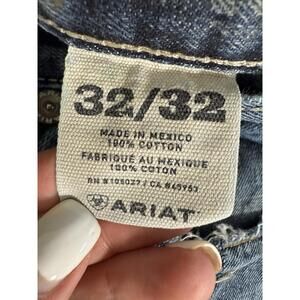 32/32
MADE IN MEXICO
100% COTTON
FABRIQUÉ AU MEXIQUE
100% COTON
ARIAT